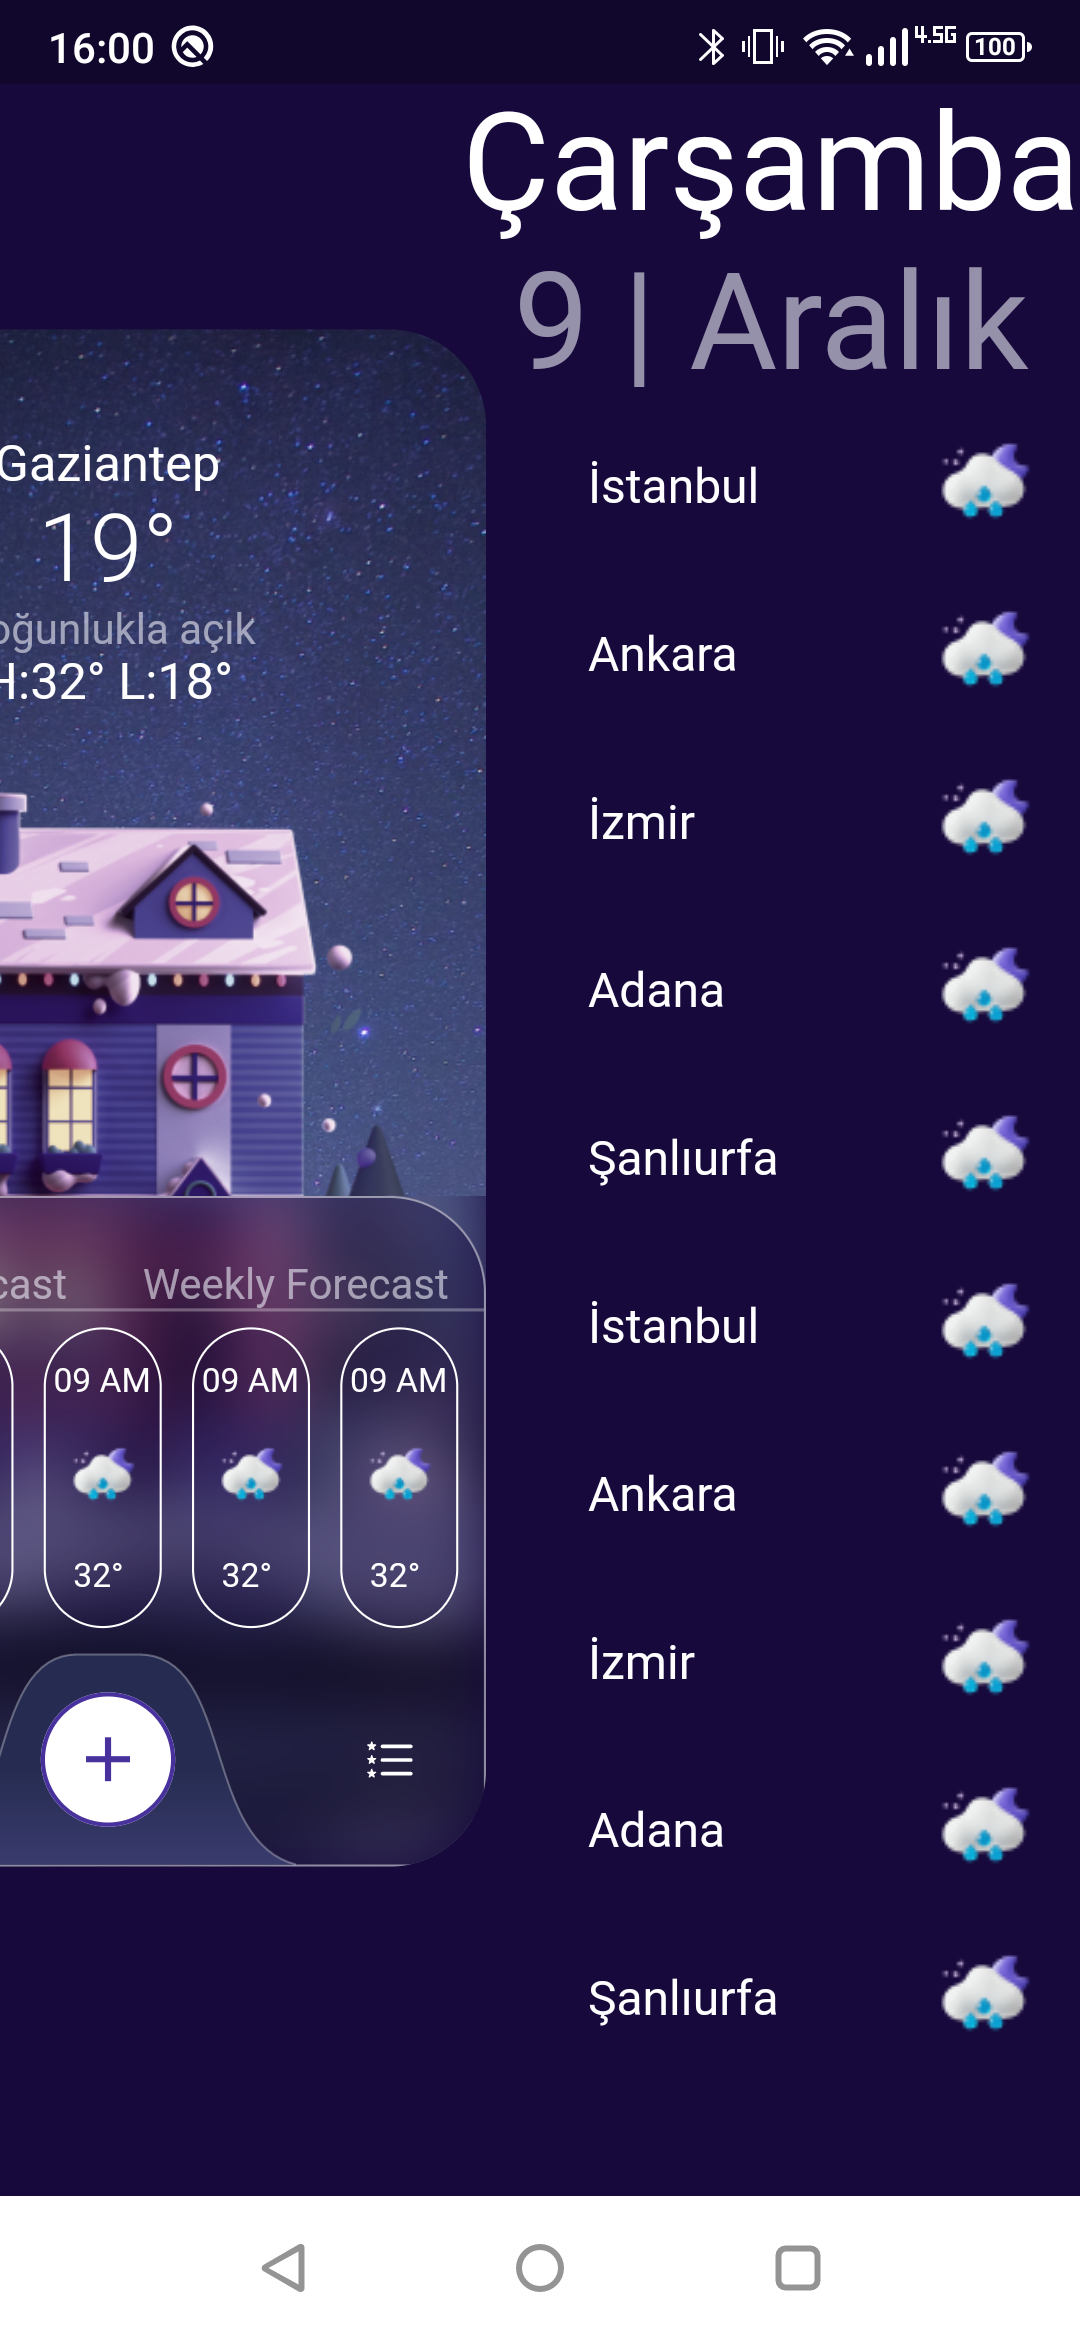 16:00
4.5G
100
Çarşamba
9 | Aralık
Gaziantep
19°
oğunlukla açık
H:32° L:18°
cast
Weekly Forecast
09 AM
09 AM
09 AM
32°
32°
32°
İstanbul
Ankara
İzmir
Adana
Şanlıurfa
İstanbul
Ankara
İzmir
Adana
Şanlıurfa